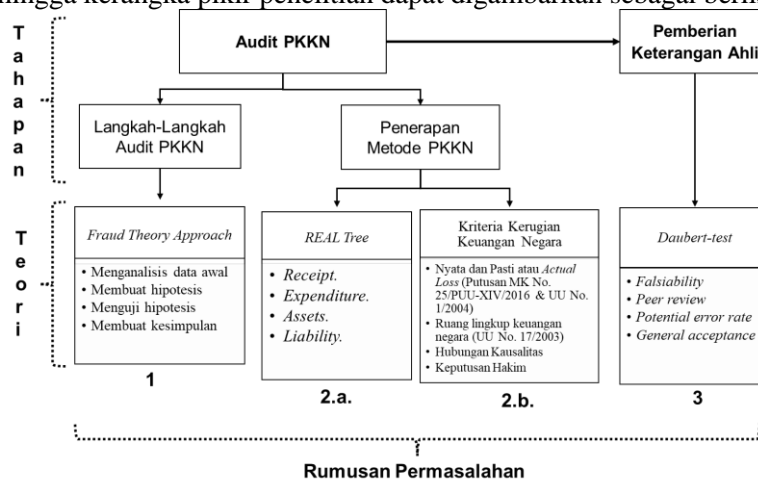 hingga kerangka pikir penelitian dapat digambarkan sebagai
Tahapan
Audit PKKN
Pemberian
Keterangan Ahli
Langkah-Langkah
Audit PKKN
Penerapan
Metode PKKN
Teori
Fraud Theory Approach
• Menganalisis data awal
• Membuat hipotesis
• Menguji hipotesis
• Membuat kesimpulan
1
REAL Tree
• Receipt.
• Expenditure.
• Assets.
• Liability.
2.a.
Kriteria Kerugian
Keuangan Negara
• Nyata dan Pasti atau Actual
Loss (Putusan MK No.
25/PUU-XIV/2016 & UU No.
1/2004)
• Ruang lingkup keuangan
negara (UU No. 17/2003)
• Hubungan Kausalitas
• Keputusan Hakim
2.b.
Daubert-test
• Falsiability
• Peer review
• Potential error rate
• General acceptance
3
Rumusan Permasalahan